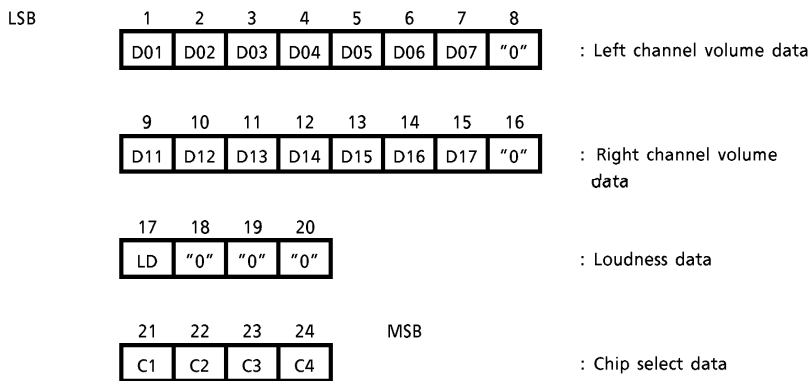 LSB 1 2 3 4 5 6 7 8
D01 D02 D03 D04 D05 D06 D07 "0" : Left channel volume data
9 10 11 12 13 14 15 16
D11 D12 D13 D14 D15 D16 D17 "0" : Right channel volume
data
17 18 19 20
LD "0" "0" "0" : Loudness data
21 22 23 24 MSB
C1 C2 C3 C4 : Chip select data